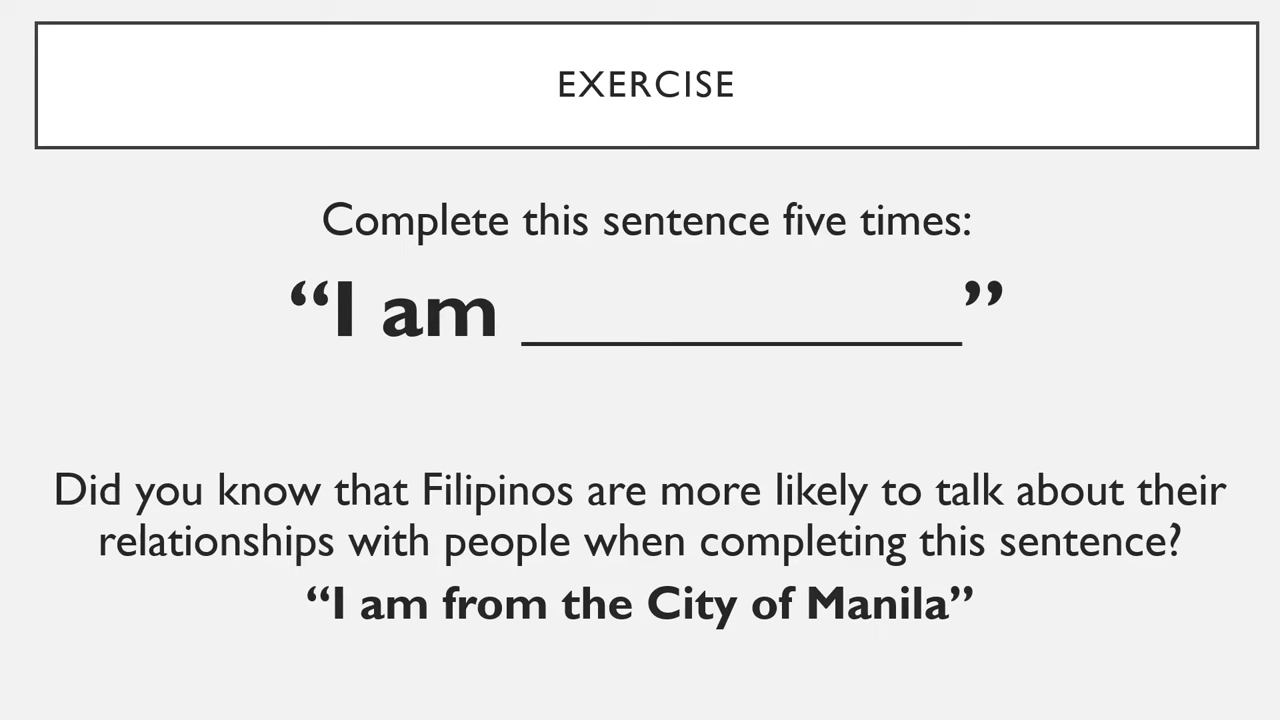 EXERCISE
Complete this sentence five times:
“I am ____________”
Did you know that Filipinos are more likely to talk about their
relationships with people when completing this sentence?
“I am from the City of Manila”